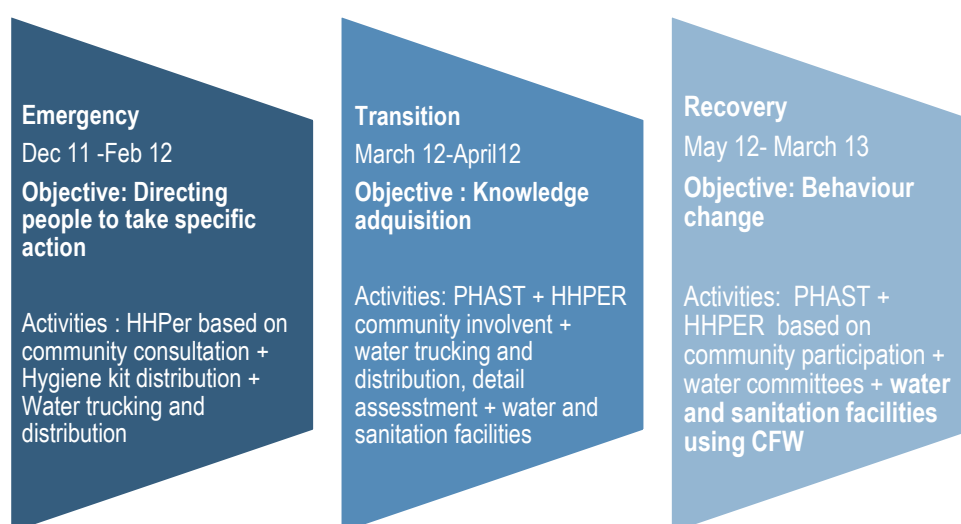 Emergency
Dec 11 -Feb 12
Objective: Directing
people to take specific
action
Activities : HHPer based on
community consultation +
Hygiene kit distribution +
Water trucking and
distribution
Transition
March 12-April12
Objective : Knowledge
adquisition
Activities: PHAST + HHPER
community involvent +
water trucking and
distribution, detail
assesstment + water and
sanitation facilities
Recovery
May 12- March 13
Objective: Behaviour
change
Activities:  PHAST +
HHPER  based on
community participation +
water committees + water
and sanitation facilities
using CFW